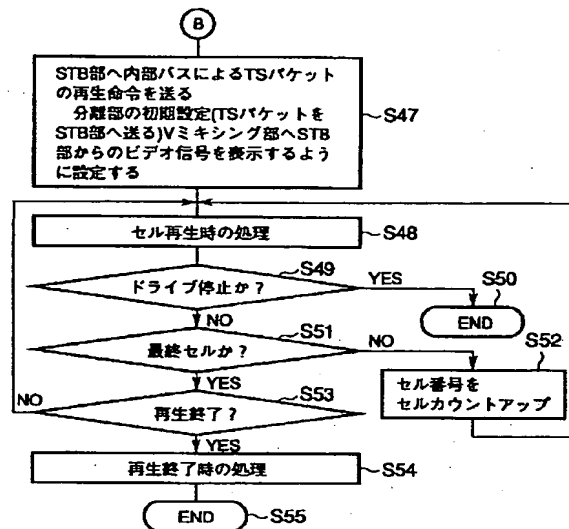 B
STB部へ内部バスによるTSパケット
の再生命令を送る
分離部の初期設定(TSパケットを
STB部へ送る)Vミキシング部へSTB
部からのビデオ信号を表示するよう
に設定する
S47
セル再生時の処理
S48
ドライブ停止か?
S49
YES
S50
END
NO
最終セルか?
S51
NO
S52
セル番号を
セルカウントアップ
YES
NO
再生終了?
S53
YES
再生終了時の処理
S54
END
S55